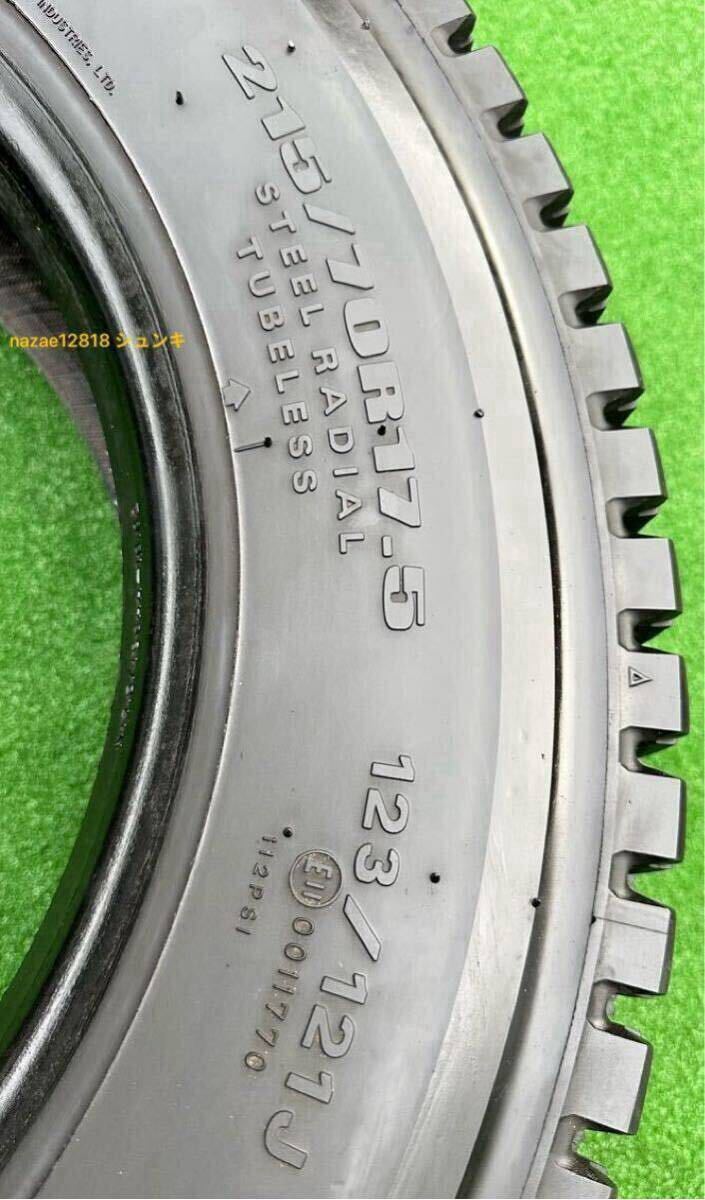 INDUSTRIES, LTD.
215/70R17.5
STEEL RADIAL
TUBELESS
nazae12818 シュンキ
123/121J
E11 0011770
112PSI